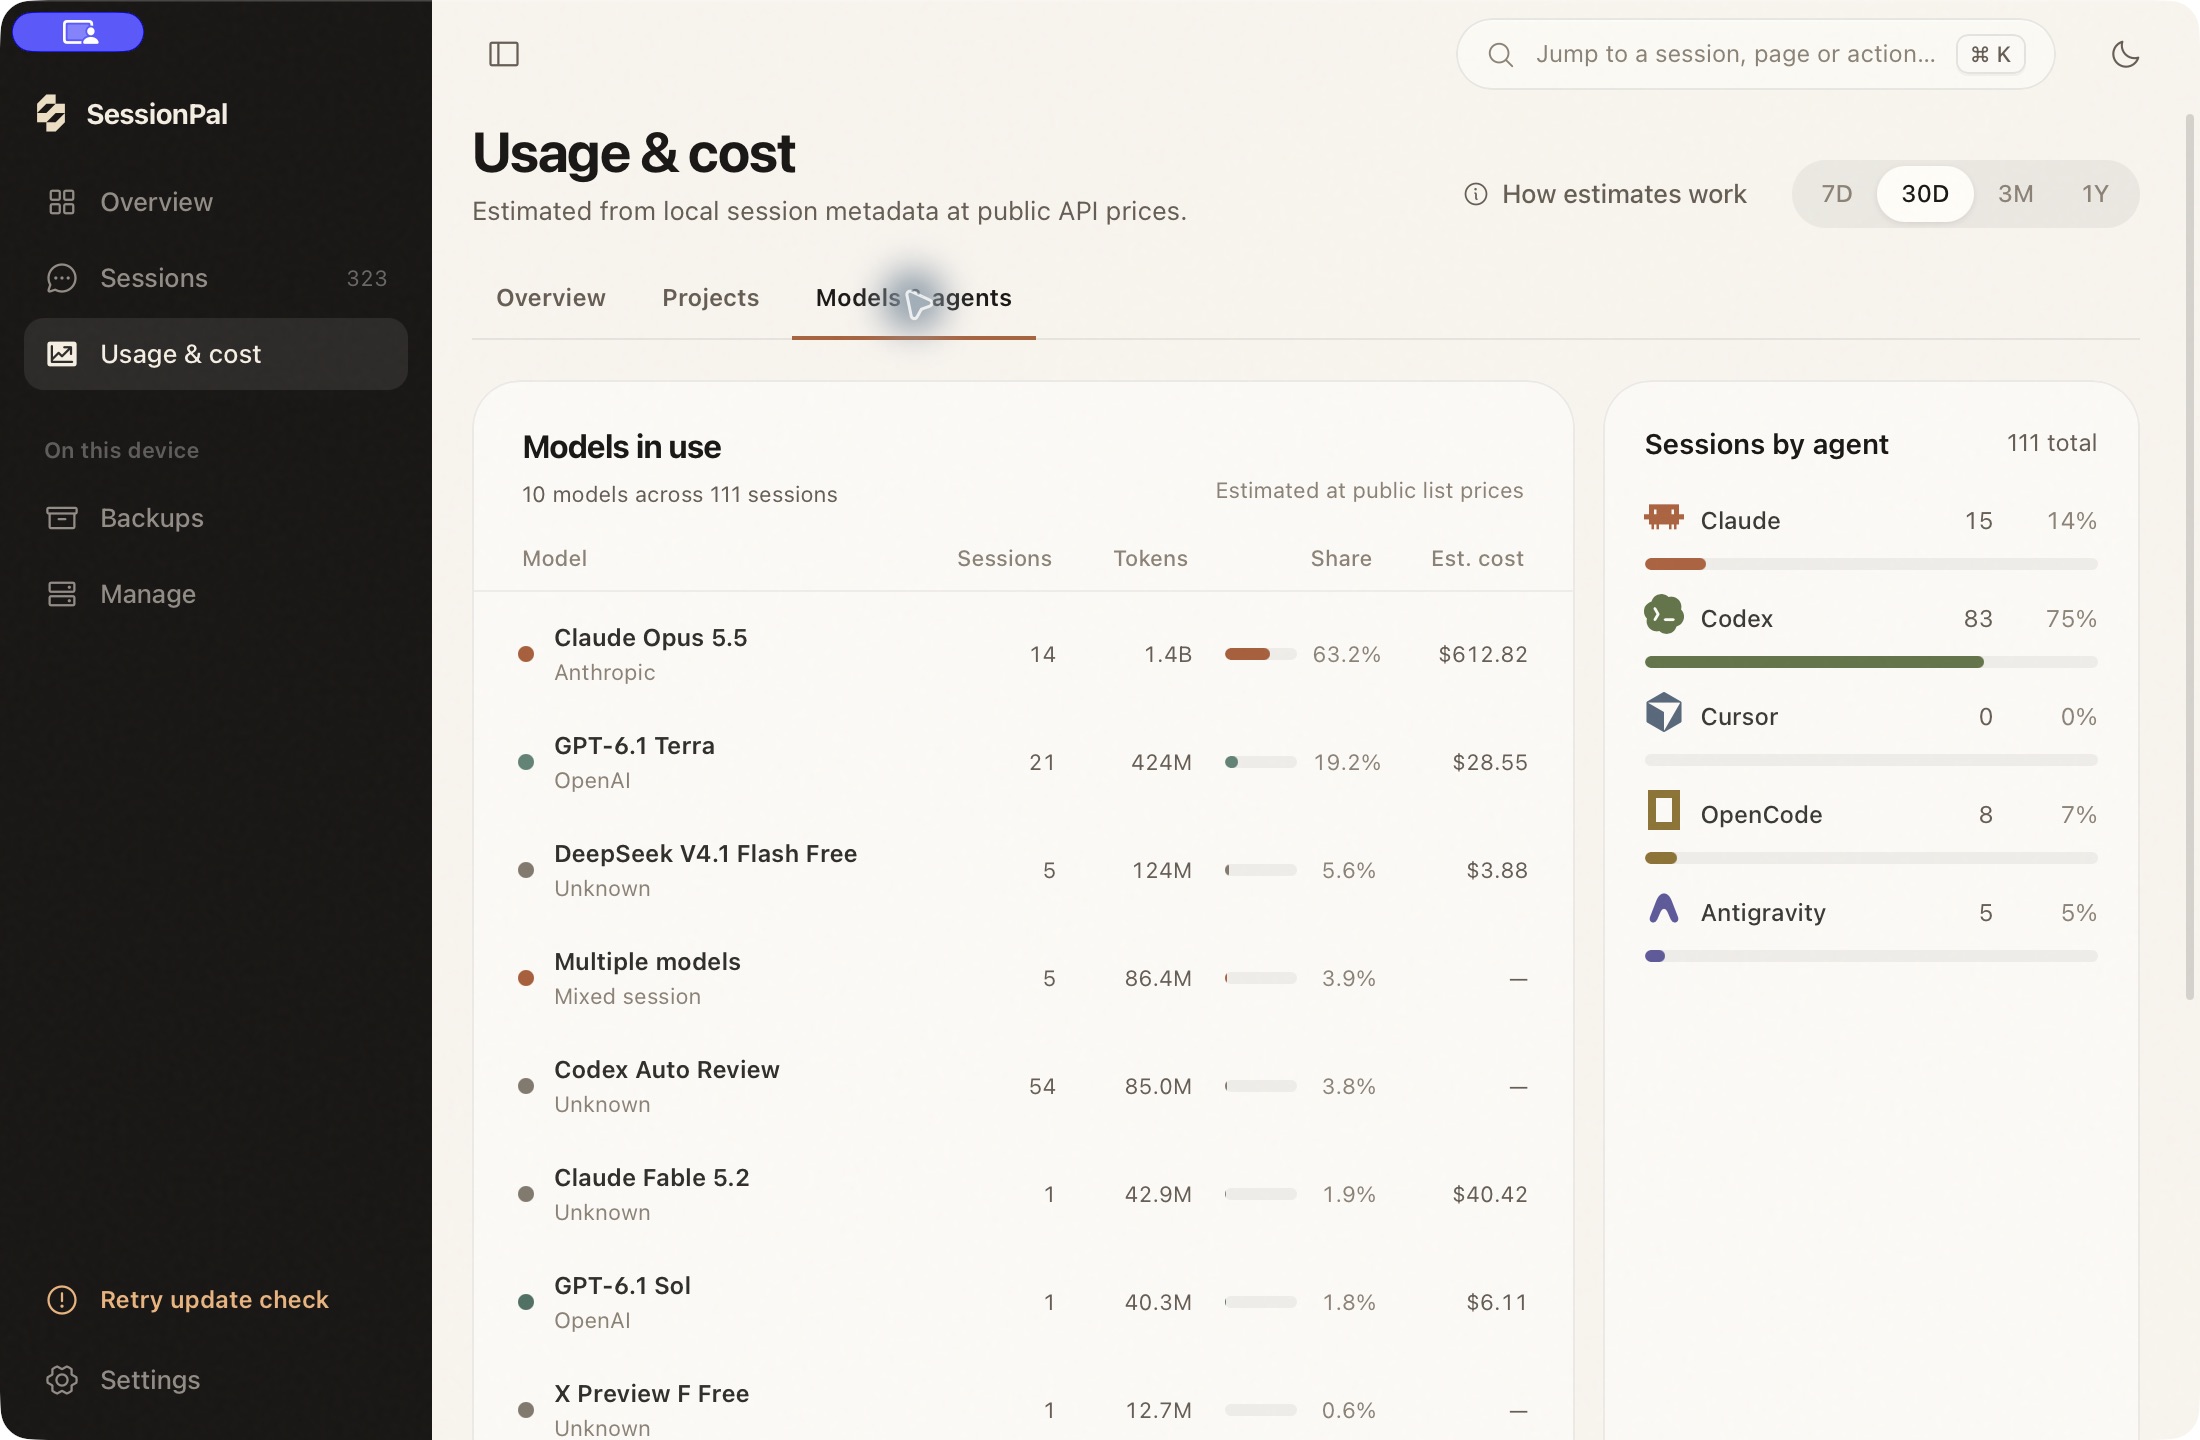 SessionPal
Overview
Sessions 323
Usage & cost
On this device
Backups
Manage
Retry update check
Settings
Jump to a session, page or action... ⌘ K
Usage & cost
Estimated from local session metadata at public API prices.
How estimates work
7D 30D 3M 1Y
Overview Projects Models agents
Models in use
10 models across 111 sessions
Estimated at public list prices
Model Sessions Tokens Share Est. cost
Claude Opus 5.5
Anthropic
14 1.4B 63.2% $612.82
GPT-6.1 Terra
OpenAI
21 424M 19.2% $28.55
DeepSeek V4.1 Flash Free
Unknown
5 124M 5.6% $3.88
Multiple models
Mixed session
5 86.4M 3.9% —
Codex Auto Review
Unknown
54 85.0M 3.8% —
Claude Fable 5.2
Unknown
1 42.9M 1.9% $40.42
GPT-6.1 Sol
OpenAI
1 40.3M 1.8% $6.11
X Preview F Free
Unknown
1 12.7M 0.6% —
Sessions by agent 111 total
Claude 15 14%
Codex 83 75%
Cursor 0 0%
OpenCode 8 7%
Antigravity 5 5%